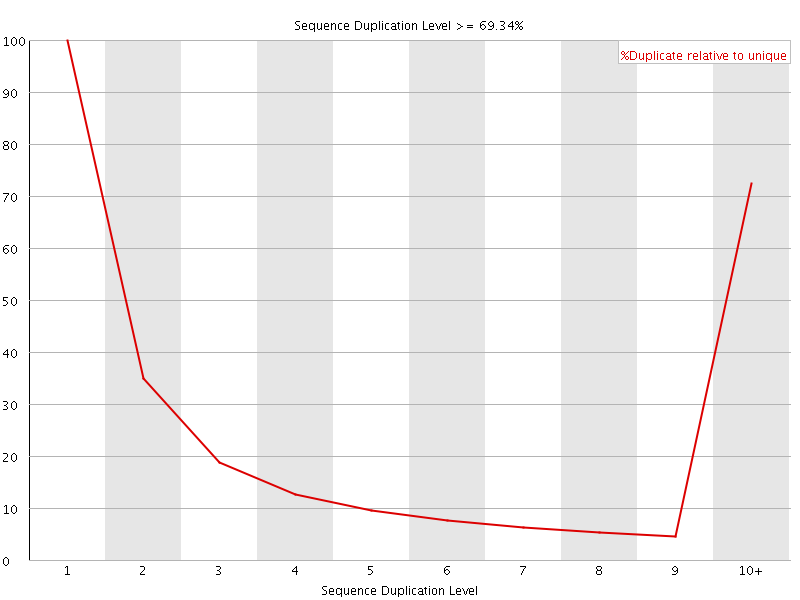 Sequence Duplication Level >= 69.34%
%Duplicate relative to unique
100
90
80
70
60
50
40
30
20
10
0
1 2 3 4 5 6 7 8 9 10+
Sequence Duplication Level